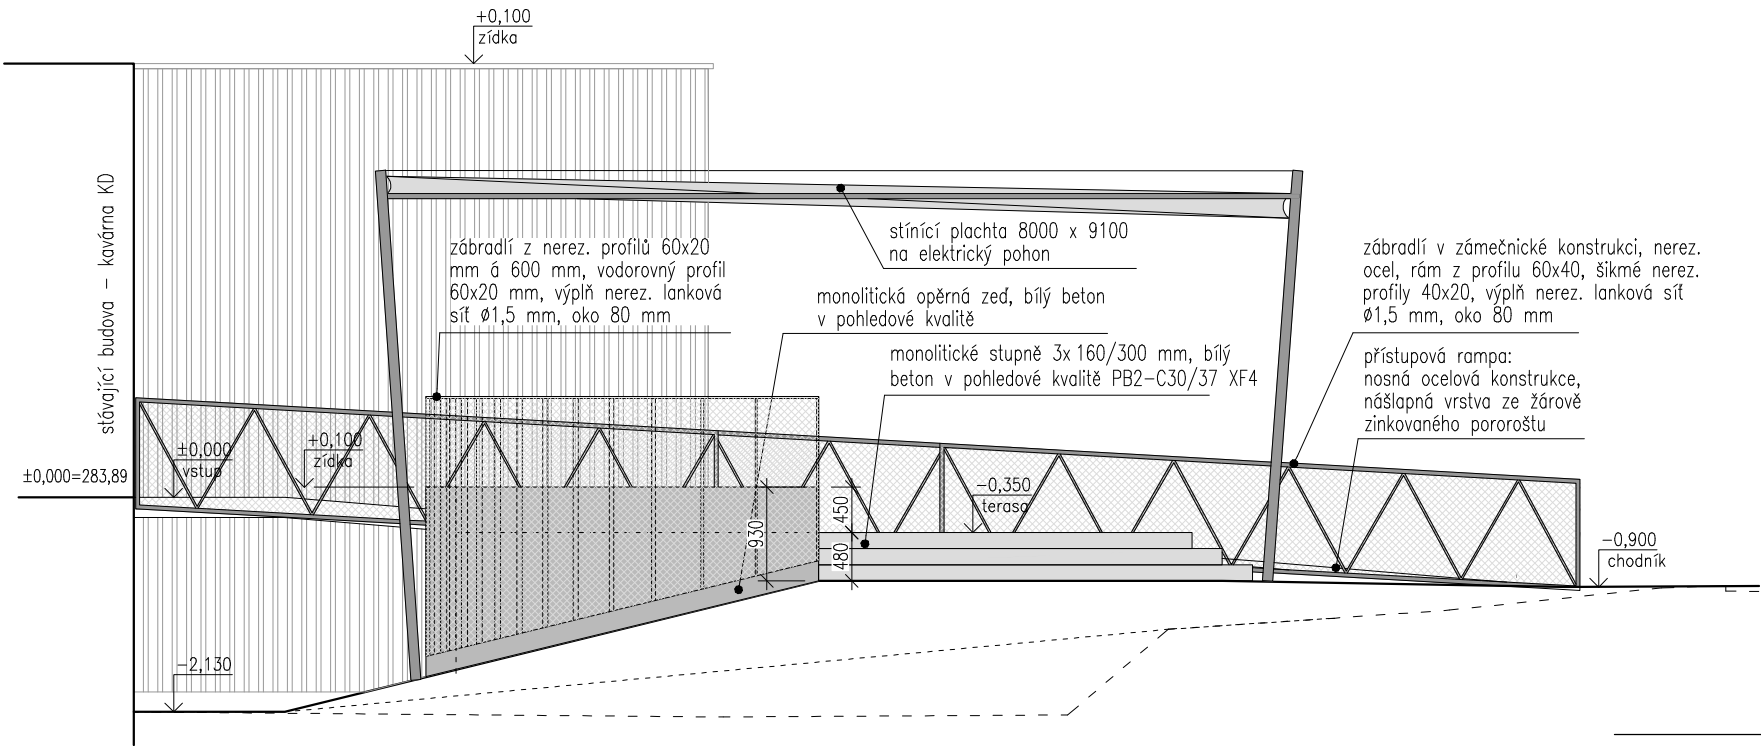 +0,100
zídka
stávající budova – kavárna KD
stínící plachta 8000 x 9100
na elektrický pohon
zábradlí z nerez. profilů 60x20
mm á 600 mm, vodorovný profil
60x20 mm, výplň nerez. lanková
síť ø1,5 mm, oko 80 mm
monolitická opěrná zeď, bílý beton
v pohledové kvalitě
monolitické stupně 3x 160/300 mm, bílý
beton v pohledové kvalitě PB2–C30/37 XF4
zábradlí v zámečnické konstrukci, nerez.
ocel, rám z profilu 60x40, šikmé nerez.
profily 40x20, výplň nerez. lanková síť
ø1,5 mm, oko 80 mm
přístupová rampa:
nosná ocelová konstrukce,
nášlapná vrstva ze žárově
zinkovaného pororoštu
±0,000
vstup
+0,100
zídka
±0,000=283,89
–0,350
terasa
450
930
480
–0,900
chodník
–2,130